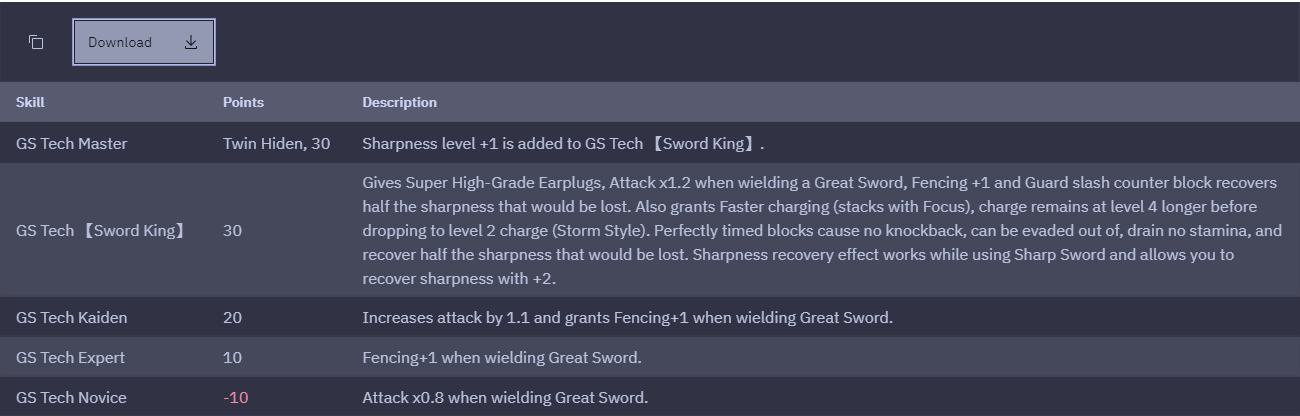 Download
Skill Points Description
GS Tech Master Twin Hiden, 30 Sharpness level +1 is added to GS Tech 【Sword King】.
GS Tech 【Sword King】 30 Gives Super High-Grade Earplugs, Attack x1.2 when wielding a Great Sword, Fencing +1 and Guard slash counter block recovers
half the sharpness that would be lost. Also grants Faster charging (stacks with Focus), charge remains at level 4 longer before
dropping to level 2 charge (Storm Style). Perfectly timed blocks cause no knockback, can be evaded out of, drain no stamina, and
recover half the sharpness that would be lost. Sharpness recovery effect works while using Sharp Sword and allows you to
recover sharpness with +2.
GS Tech Kaiden 20 Increases attack by 1.1 and grants Fencing+1 when wielding Great Sword.
GS Tech Expert 10 Fencing+1 when wielding Great Sword.
GS Tech Novice -10 Attack x0.8 when wielding Great Sword.